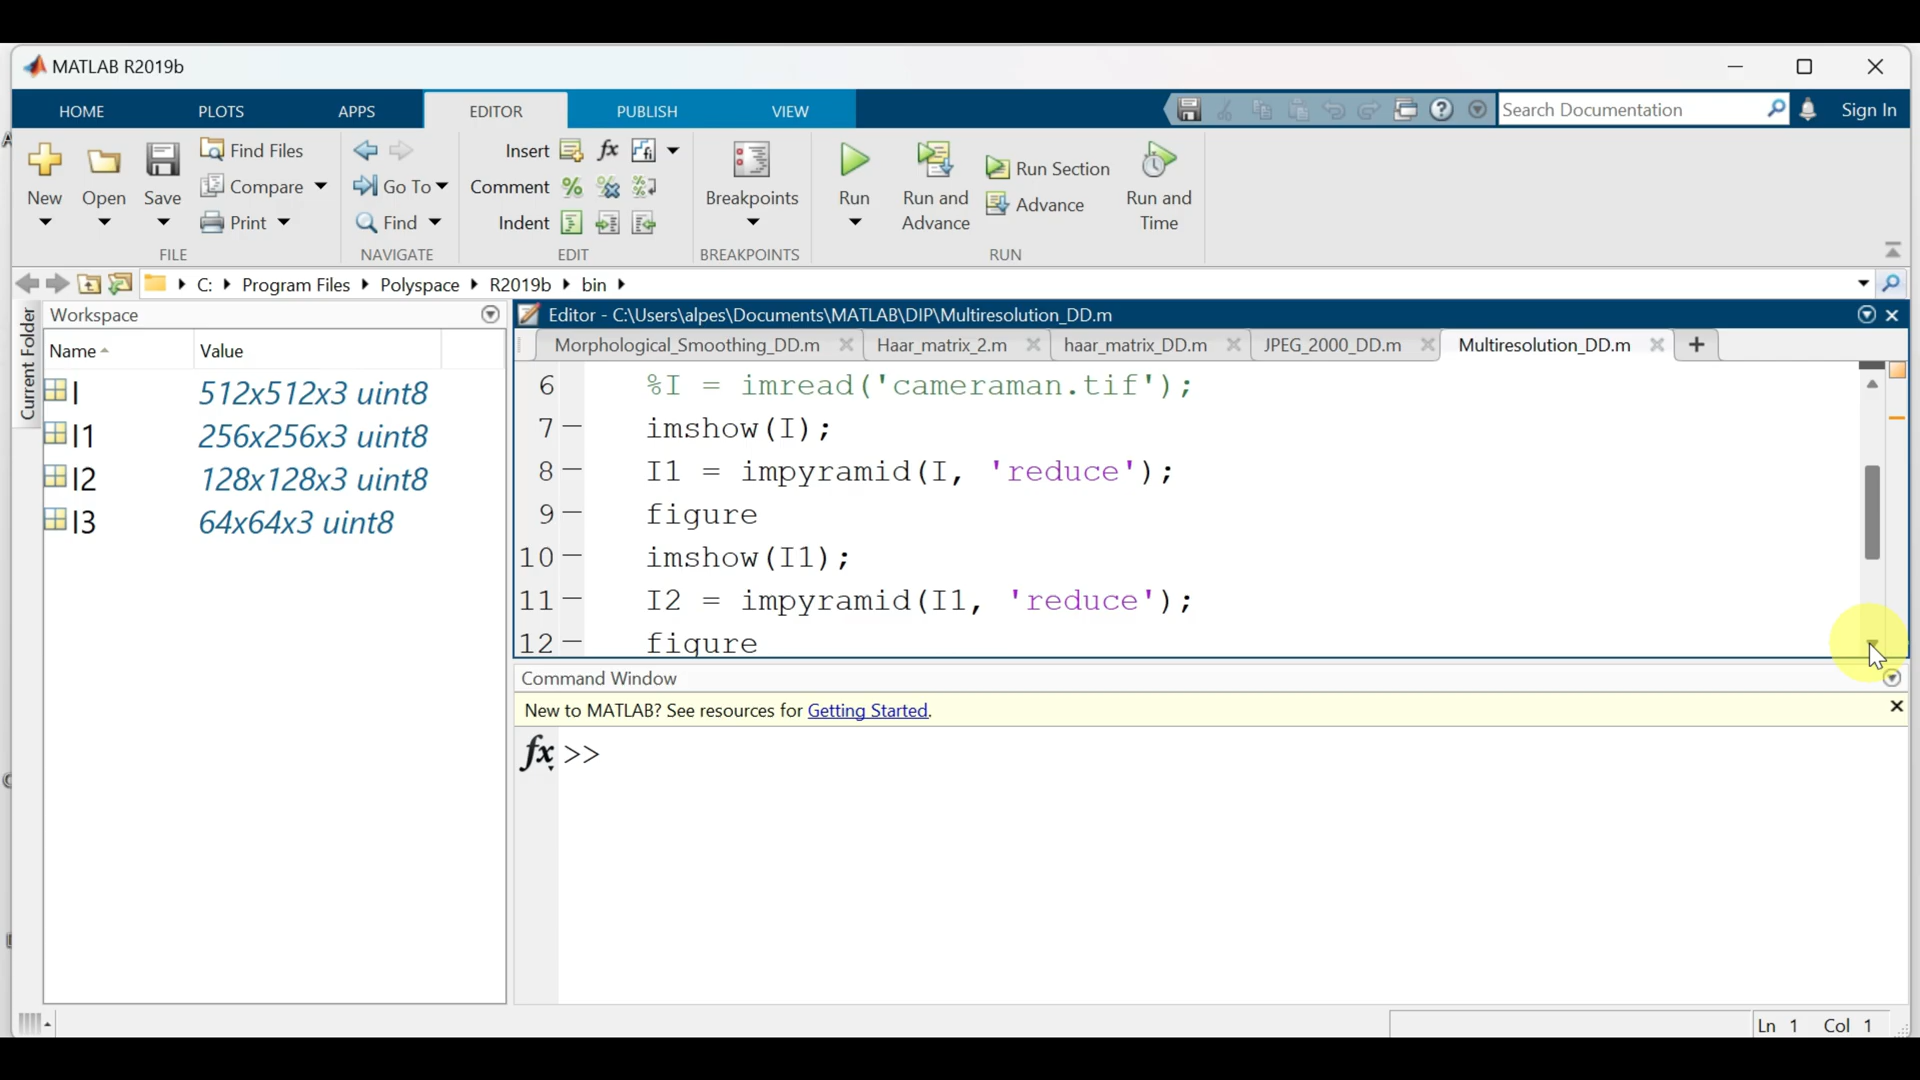 MATLAB R2019b
HOME PLOTS APPS EDITOR PUBLISH VIEW Search Documentation Sign In
New Open Save Find Files Compare Print
FILE
Go To Find
NAVIGATE
Insert fx
Comment % %
Indent
EDIT
Breakpoints
BREAKPOINTS
Run Run and Advance Run Section Advance Run and Time
RUN
C: Program Files Polyspace R2019b bin
Current Folder
Workspace
Name Value
I 512x512x3 uint8
I1 256x256x3 uint8
I2 128x128x3 uint8
I3 64x64x3 uint8
Editor - C:\Users\alpes\Documents\MATLAB\DIP\Multiresolution_DD.m
Morphological_Smoothing_DD.m Haar_matrix_2.m haar_matrix_DD.m JPEG_2000_DD.m Multiresolution_DD.m +
6 %I = imread('cameraman.tif');
7 – imshow(I);
8 – I1 = impyramid(I, 'reduce');
9 – figure
10 – imshow(I1);
11 – I2 = impyramid(I1, 'reduce');
12 – figure
Command Window
New to MATLAB? See resources for Getting Started.
fx >>
Ln 1 Col 1